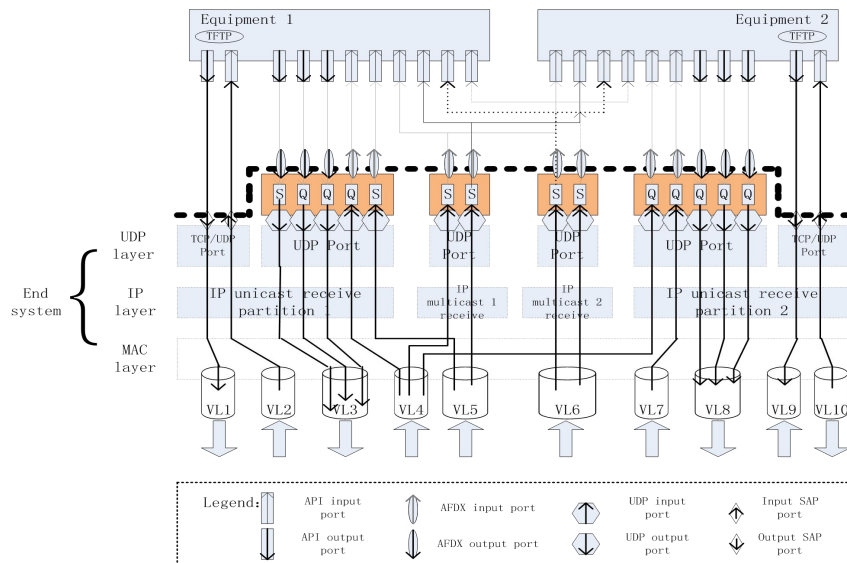 Equipment 1
Equipment 2
TFTP
TFTP
S Q Q Q S
S S
S S
Q Q Q Q Q
UDP
layer
TCP/UDP
Port
UDP Port
UDP
Port
UDP
Port
UDP Port
TCP/UDP
Port
End
system
IP
layer
IP unicast receive
partition 1
IP
multicast 1
receive
IP
multicast 2
receive
IP unicast receive
partition 2
MAC
layer
VL1
VL2
VL3
VL4
VL5
VL6
VL7
VL8
VL9
VL10
Legend:
API input
port
AFDX input port
UDP input
port
Input SAP
port
API output
port
AFDX output port
UDP output
port
Output SAP
port